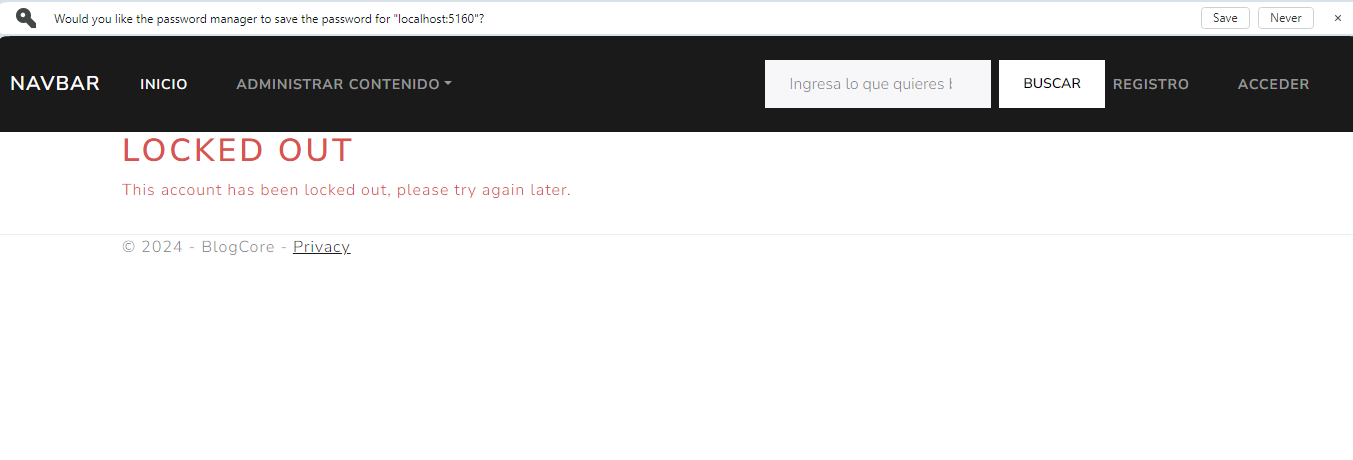 Would you like the password manager to save the password for "localhost:5160"? Save Never ×
NAVBAR INICIO ADMINISTRAR CONTENIDO Ingresa lo que quieres b BUSCAR REGISTRO ACCEDER
LOCKED OUT
This account has been locked out, please try again later.
© 2024 - BlogCore - Privacy